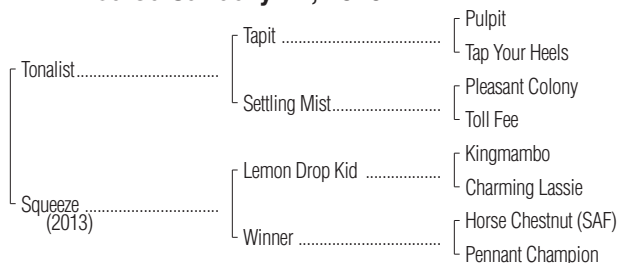 Pulpit
Tapit
Tap Your Heels
Tonalist
Pleasant Colony
Settling Mist
Toll Fee
Kingmambo
Lemon Drop Kid
Charming Lassie
Squeeze
(2013)
Horse Chestnut (SAF)
Winner
Pennant Champion